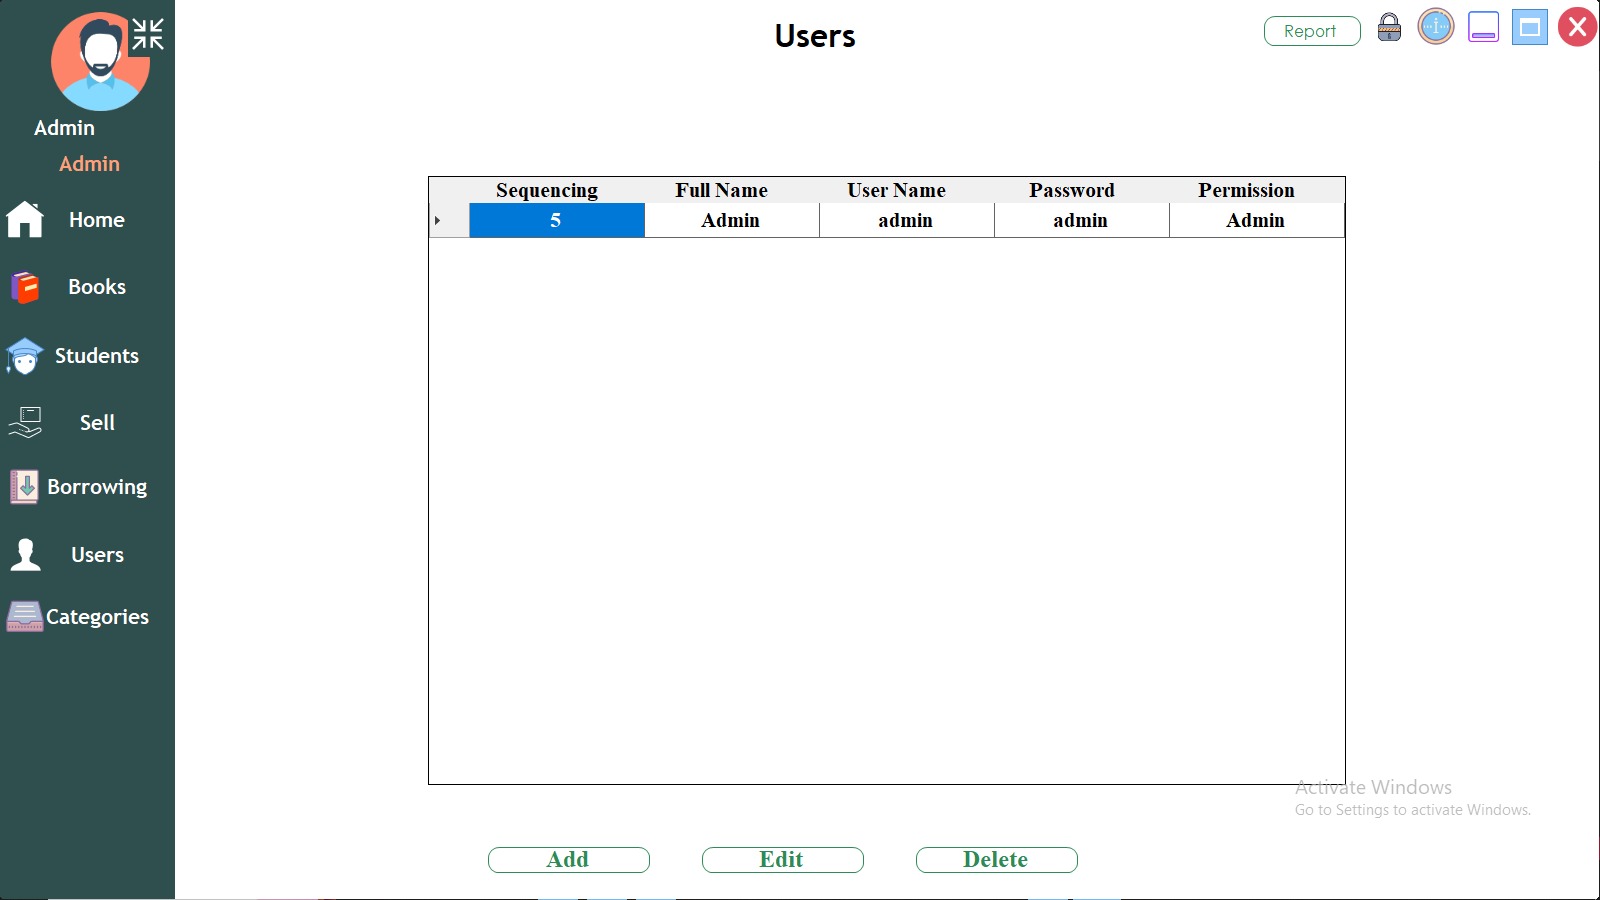 Admin
Admin
Home
Books
Students
Sell
Borrowing
Users
Categories
Users
Report
Sequencing Full Name User Name Password Permission
5 Admin admin admin Admin
Activate Windows
Go to Settings to activate Windows.
Add Edit Delete